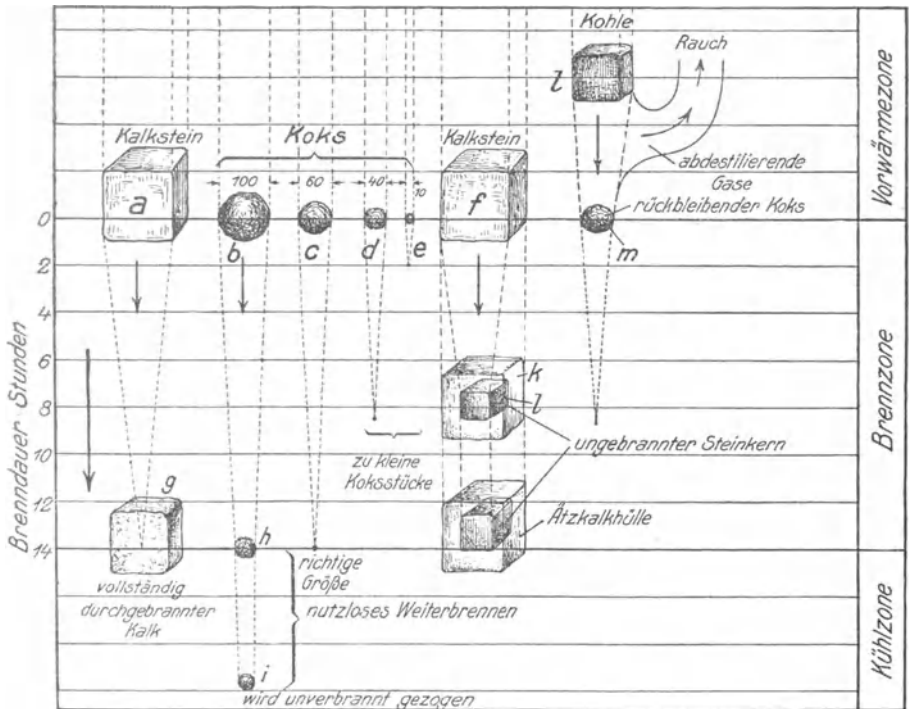 Kohle
Rauch
l
Kalkstein
Koks
Kalkstein
abdestilierende
Gase
rückbleibender Koks
100
60
40
10
a
b
c
d
e
f
m
Vorwärmezone
0
2
4
6
8
10
12
14
Brenndauer Stunden
k
l
ungebrannter Steinkern
zu kleine
Koksstücke
Brennzone
g
h
Ätzkalkhülle
vollständig
durchgebrannter
Kalk
richtige
Größe
nutzloses Weiterbrennen
i
wird unverbrannt gezogen
Kühlzone